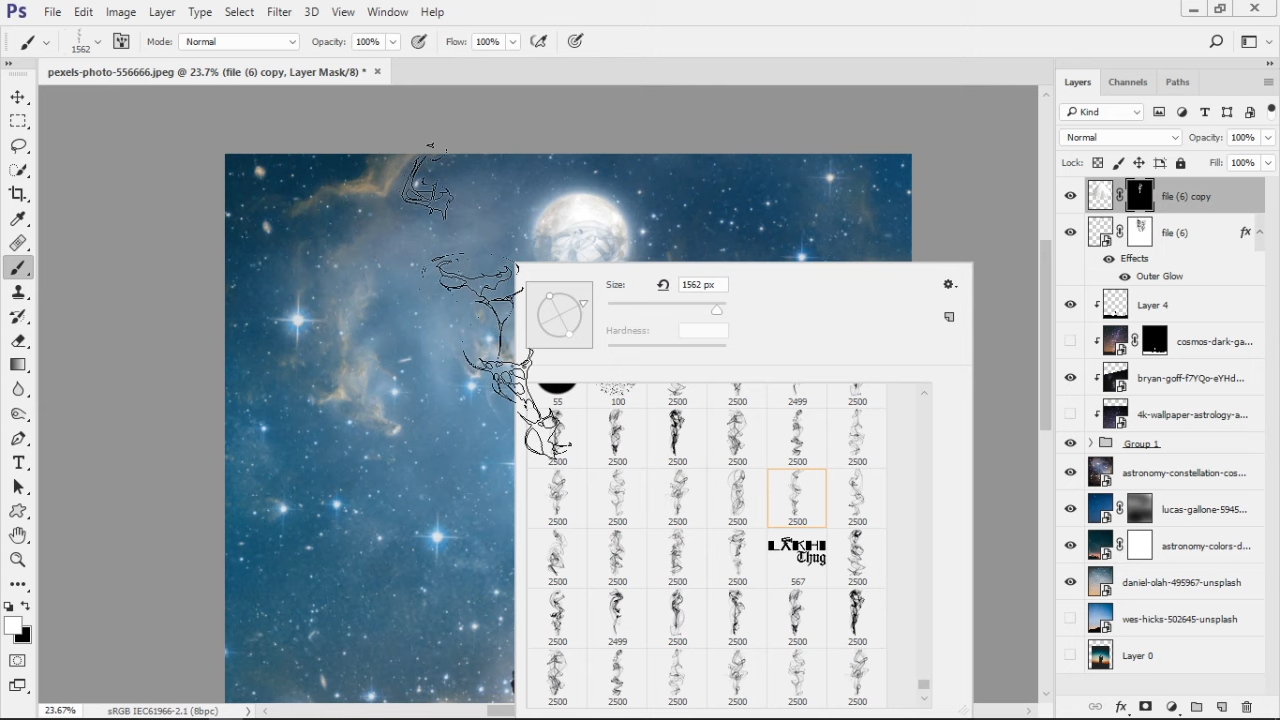 Ps File Edit Image Layer Type Select Filter 3D View Window Help
1562 Mode: Normal Opacity: 100% Flow: 100%
pexels-photo-556666.jpeg @ 23.7% (file (6) copy, Layer Mask/8) *
Layers Channels Paths
Kind
Normal Opacity: 100%
Lock: Fill: 100%
file (6) copy
file (6) fx
Effects
Outer Glow
Layer 4
cosmos-dark-ga...
bryan-goff-f7YQo-eYHd...
4k-wallpaper-astrology-a...
Group 1
astronomy-constellation-cos...
lucas-gallone-5945...
astronomy-colors-d...
daniel-olah-495967-unsplash
wes-hicks-502645-unsplash
Layer 0
Size: 1562 px
Hardness:
55 100 2500 2500 2499 2500
2500 2500 2500 2500 2500 2500
2500 2500 2500 2500 2500 2500
LAKHI
Thug
2500 2500 2500 2500 567 2500
2500 2499 2500 2500 2500 2500
2500 2500 2500 2500 2500 2500
23.67% sRGB IEC61966-2.1 (8bpc)
fx